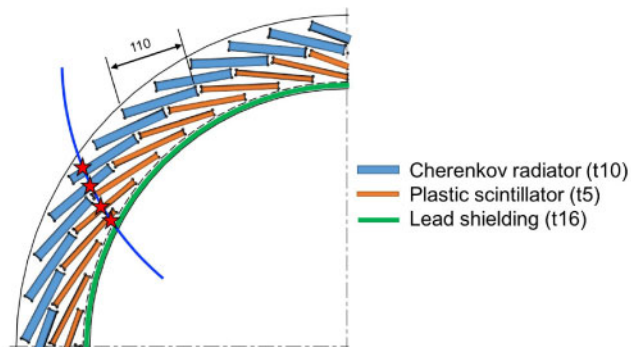 110
Cherenkov radiator (t10)
Plastic scintillator (t5)
Lead shielding (t16)